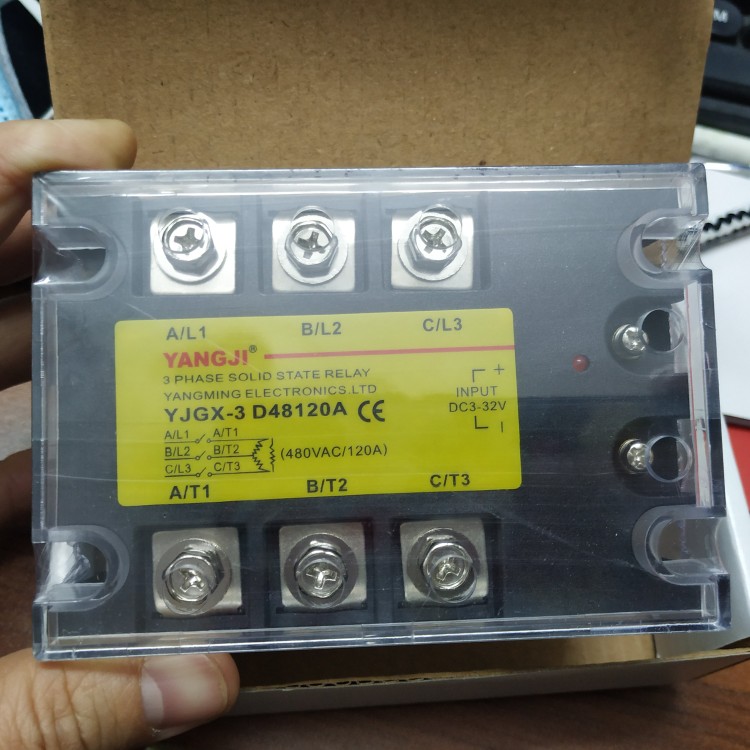 A/L1 B/L2 C/L3
YANGJI®
3 PHASE SOLID STATE RELAY
YANGMING ELECTRONICS.LTD
YJGX-3 D48120A CE
A/L1 A/T1
B/L2 B/T2
C/L3 C/T3
(480VAC/120A)
+
INPUT
DC3-32V
A/T1 B/T2 C/T3